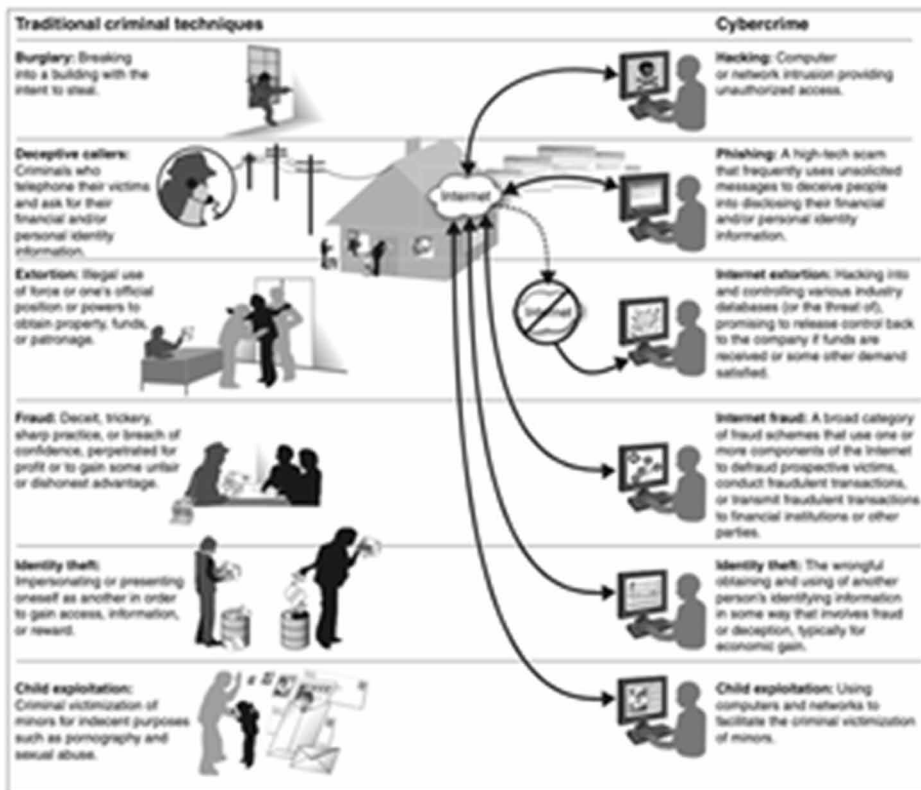 Traditional criminal techniques
Cybercrime
Burglary: Breaking
into a building with the
intent to steal.
Hacking: Computer
or network intrusion providing
unauthorized access.
Deceptive callers:
Criminals who
telephone their victims
and ask for their
financial and/or
personal identity
information.
Internet
Phishing: A high-tech scam
that frequently uses unsolicited
messages to deceive people
into disclosing their financial
and/or personal identity
information.
Extortion: Illegal use
of force or one's official
position or powers to
obtain property, funds,
or patronage.
Internet
Internet extortion: Hacking into
and controlling various industry
databases (or the threat of),
promising to release control back
to the company if funds are
received or some other demand
satisfied.
Fraud: Deceit, trickery,
sharp practice, or breach of
confidence, perpetrated for
profit or to gain some unfair
or dishonest advantage.
Internet fraud: A broad category
of fraud schemes that use one or
more components of the Internet
to defraud prospective victims,
conduct fraudulent transactions,
or transmit fraudulent transactions
to financial institutions or other
parties.
Identity theft:
Impersonating or presenting
oneself as another in order
to gain access, information,
or reward.
Identity theft: The wrongful
obtaining and using of another
person's identifying information
in some way that involves fraud
or deception, typically for
economic gain.
Child exploitation:
Criminal victimization of
minors for indecent purposes
such as pornography and
sexual abuse.
Child exploitation: Using
computers and networks to
facilitate the criminal victimization
of minors.